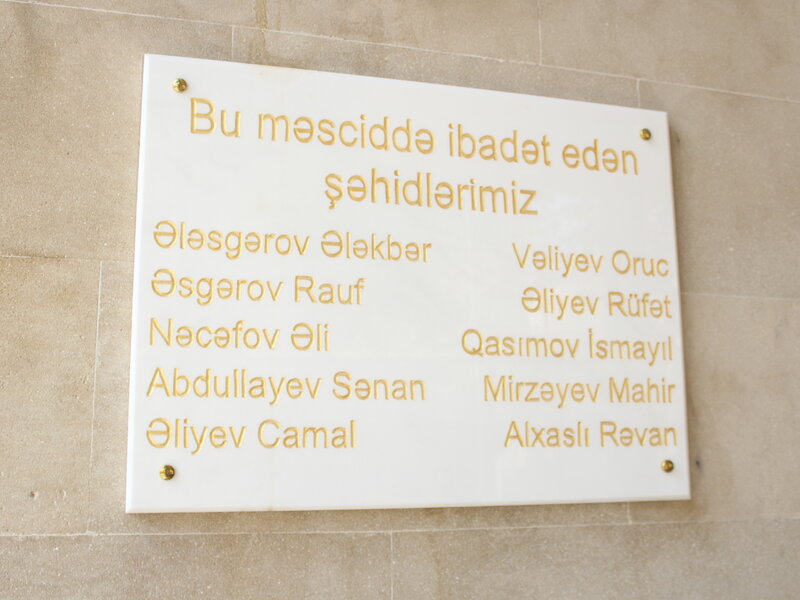 Bu məsciddə ibadət edən
şəhidlərimiz
Ələsgərov Ələkbər
Əsgərov Rauf
Nəcəfov Əli
Abdullayev Sənan
Əliyev Camal
Vəliyev Oruc
Əliyev Rüfət
Qasımov İsmayıl
Mirzəyev Mahir
Alxaslı Rəvan